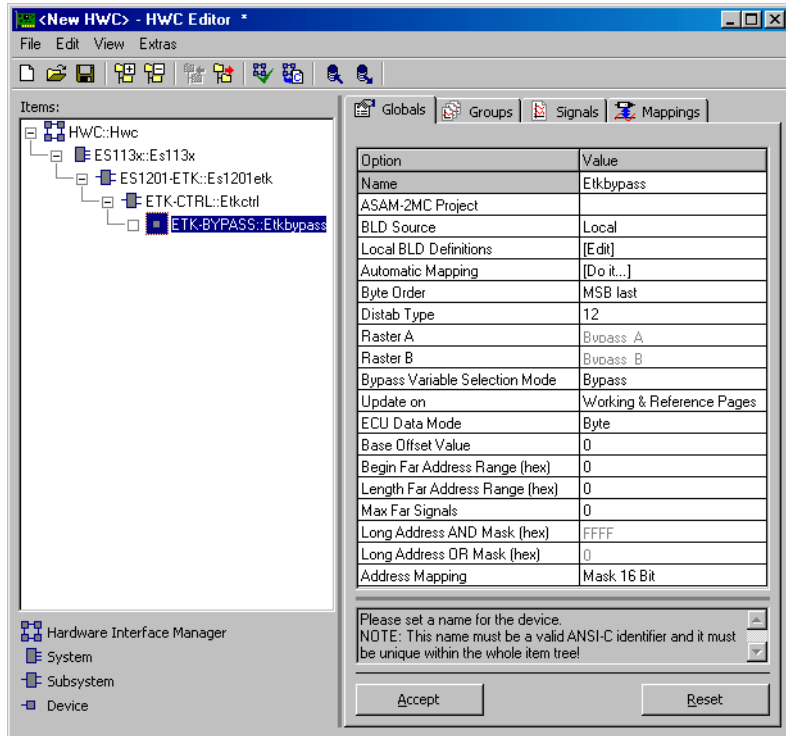 <New HWC> - HWC Editor *
File Edit View Extras
Items:
HWC::Hwc
ES113x::Es113x
ES1201-ETK::Es1201etk
ETK-CTRL::Etkctrl
ETK-BYPASS::Etkbypass
Hardware Interface Manager
System
Subsystem
Device
Globals Groups Signals Mappings
Option Value
Name Etkbypass
ASAM-2MC Project
BLD Source Local
Local BLD Definitions [Edit]
Automatic Mapping [Do it...]
Byte Order MSB last
Distab Type 12
Raster A Bypass_A
Raster B Bypass_B
Bypass Variable Selection Mode Bypass
Update on Working & Reference Pages
ECU Data Mode Byte
Base Offset Value 0
Begin Far Address Range (hex) 0
Length Far Address Range (hex) 0
Max Far Signals 0
Long Address AND Mask (hex) FFFF
Long Address OR Mask (hex) 0
Address Mapping Mask 16 Bit
Please set a name for the device.
NOTE: This name must be a valid ANSI-C identifier and it must
be unique within the whole item tree!
Accept Reset